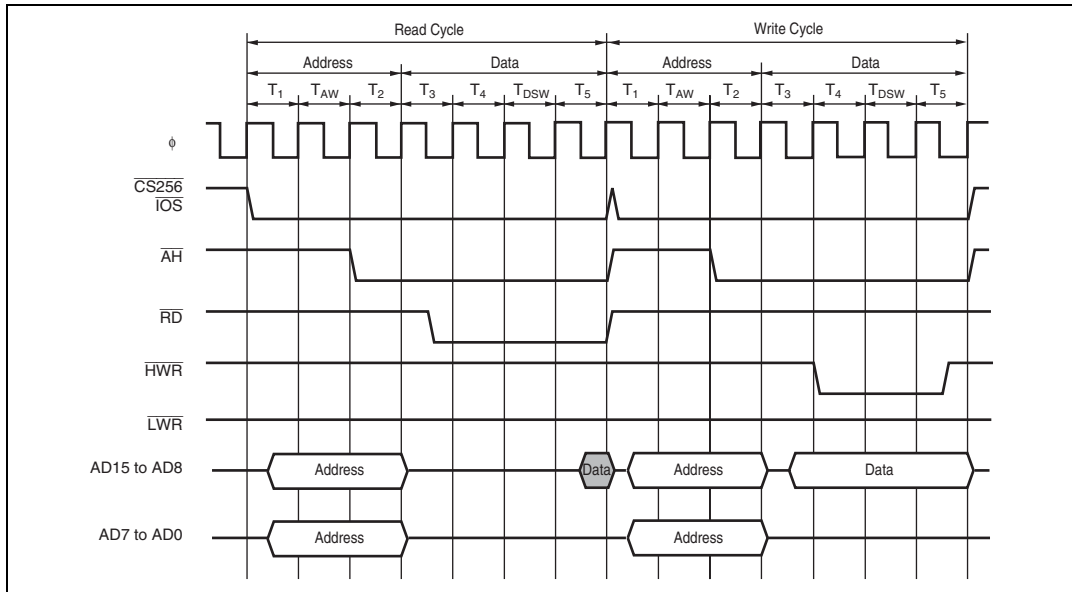 Read Cycle Write Cycle
Address Data Address Data
T1 TAW T2 T3 T4 TDSW T5 T1 TAW T2 T3 T4 TDSW T5
φ
CS256
IOS
AH
RD
HWR
LWR
AD15 to AD8 Address Data Address Data
AD7 to AD0 Address Address